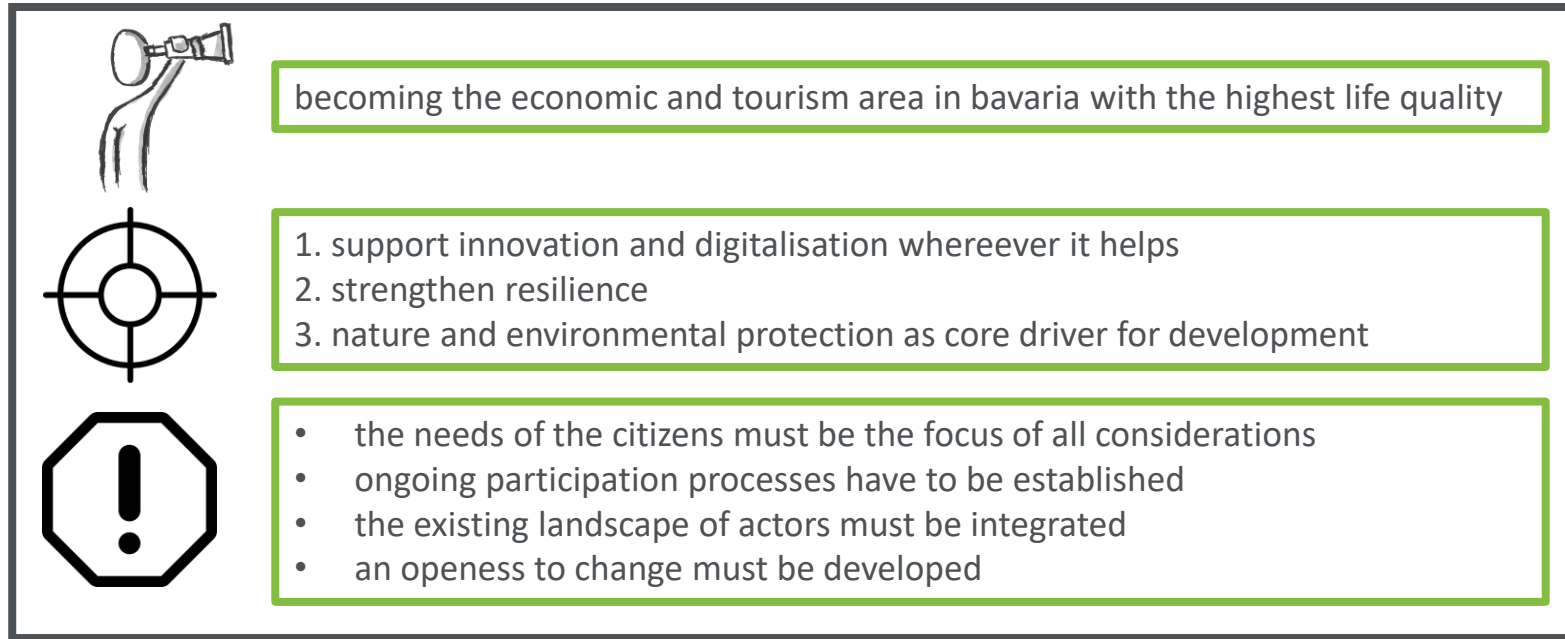 becoming the economic and tourism area in bavaria with the highest life quality
1. support innovation and digitalisation whereever it helps
2. strengthen resilience
3. nature and environmental protection as core driver for development
• the needs of the citizens must be the focus of all considerations
• ongoing participation processes have to be established
• the existing landscape of actors must be integrated
• an openess to change must be developed